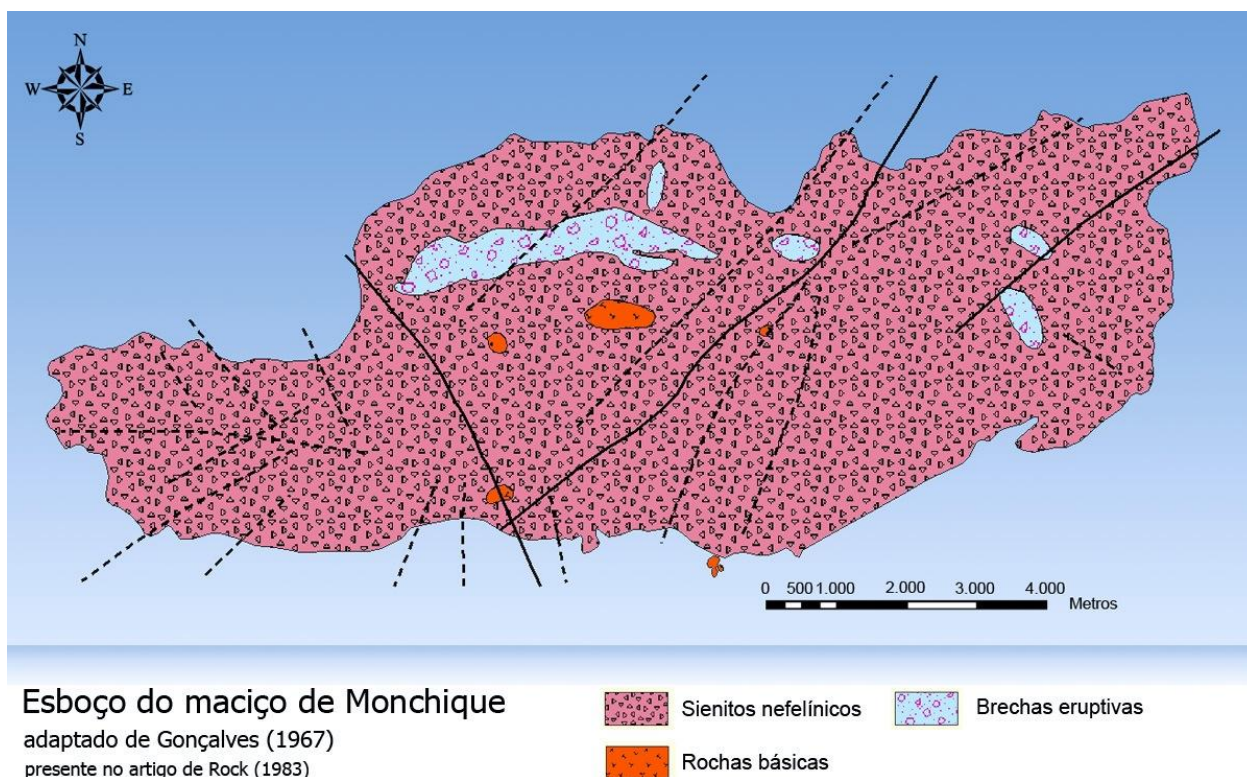 N
W E
S
0 500 1.000 2.000 3.000 4.000 Metros
Esboço do maciço de Monchique
adaptado de Gonçalves (1967)
presente no artigo de Rock (1983)
Sienitos nefelínicos
Brechas eruptivas
Rochas básicas